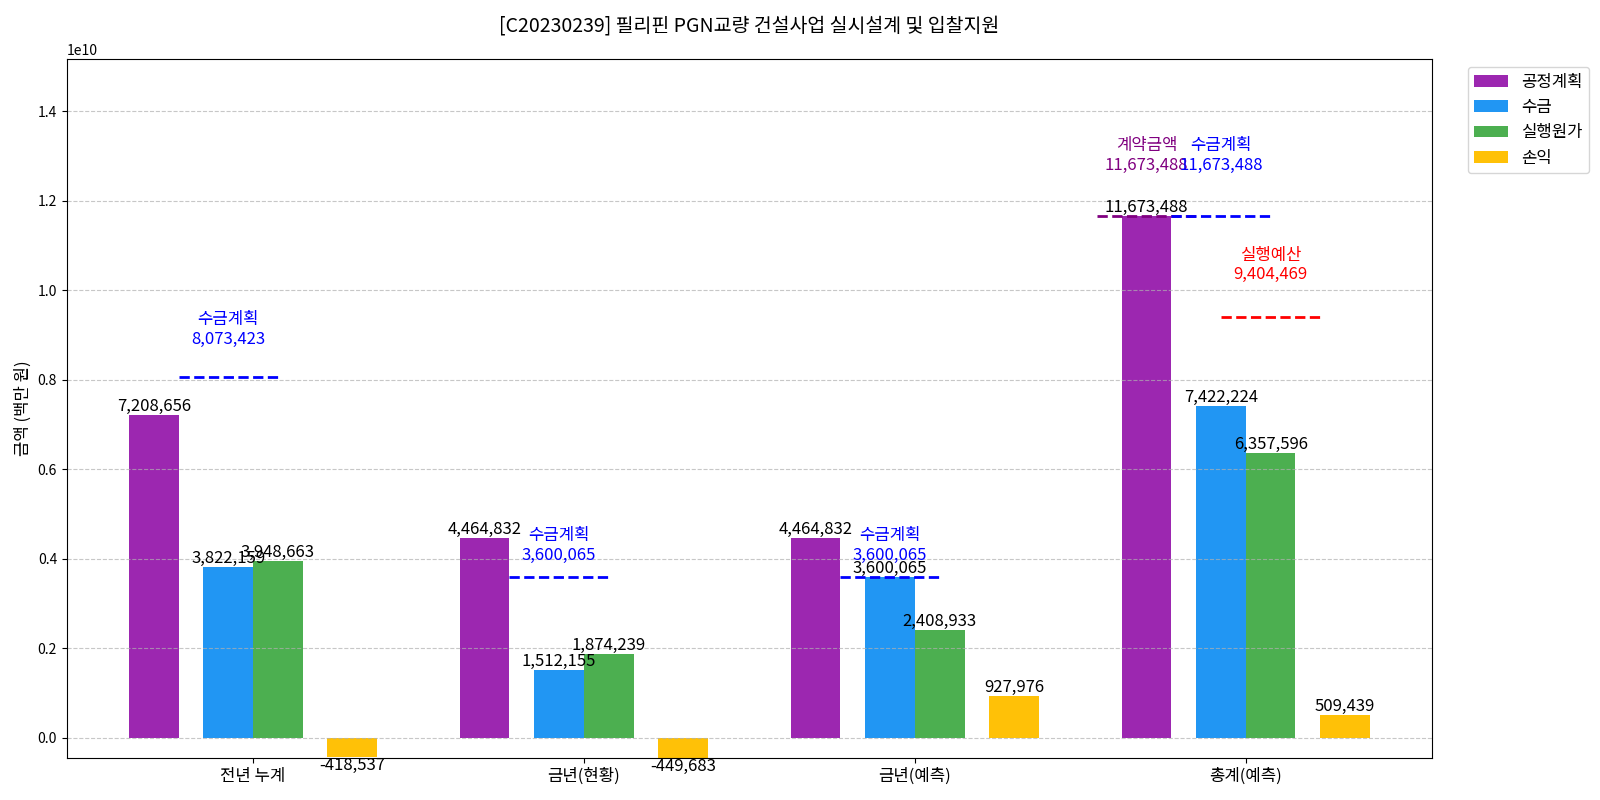 [C20230239] 필리핀 PGN교량 건설사업 실시설계 및 입찰지원
1e10
금액 (백만 원)
1.4
1.2
1.0
0.8
0.6
0.4
0.2
0.0
공정계획
수금
실행원가
손익
수금계획
8,073,423
7,208,656
3,822,159
3,948,663
-418,537
4,464,832
수금계획
3,600,065
1,512,155
1,874,239
-449,683
4,464,832
수금계획
3,600,065
3,600,065
2,408,933
927,976
계약금액
11,673,488
수금계획
11,673,488
11,673,488
실행예산
9,404,469
7,422,224
6,357,596
509,439
전년 누계
금년(현황)
금년(예측)
총계(예측)